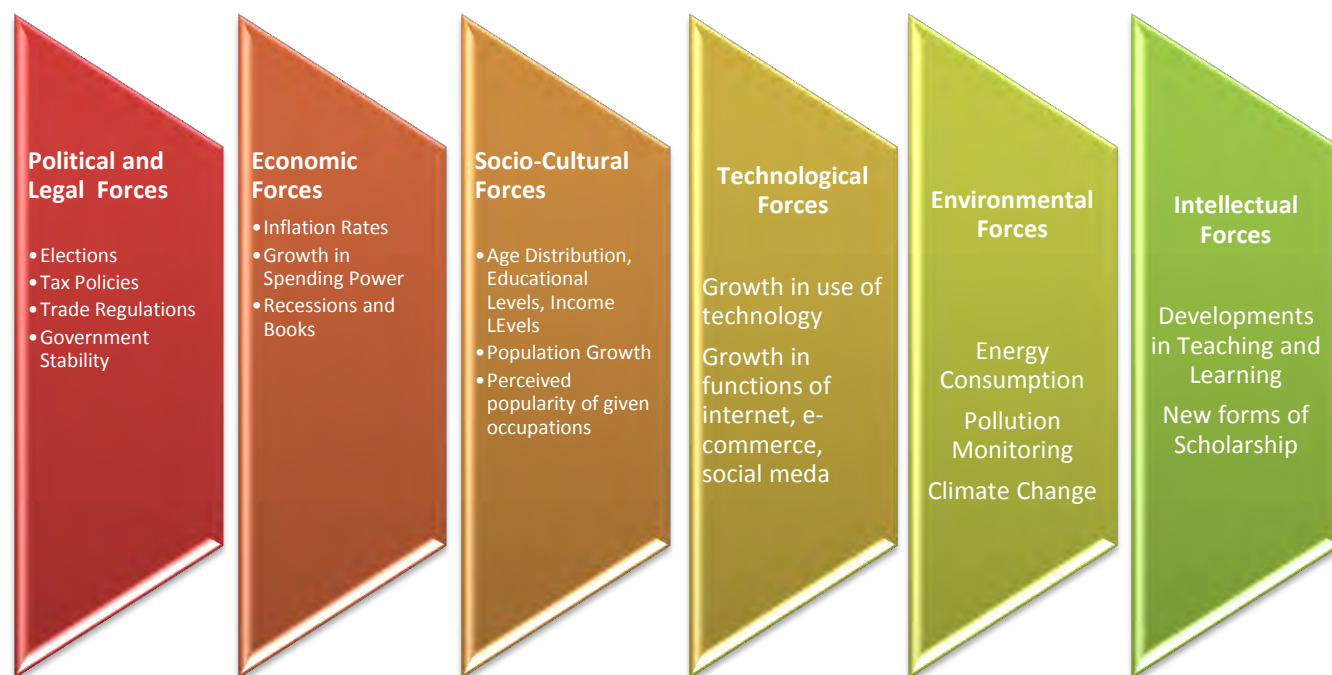 Political and
Legal Forces
•Elections
•Tax Policies
•Trade Regulations
•Government
Stability
Economic
Forces
•Inflation Rates
•Growth in
Spending Power
•Recessions and
Books
Socio-Cultural
Forces
•Age Distribution,
Educational
Levels, Income
LEvels
•Population Growth
•Perceived
popularity of given
occupations
Technological
Forces
Growth in use of
technology
Growth in
functions of
internet, e-
commerce,
social meda
Environmental
Forces
Energy
Consumption
Pollution
Monitoring
Climate Change
Intellectual
Forces
Developments
in Teaching and
Learning
New forms of
Scholarship